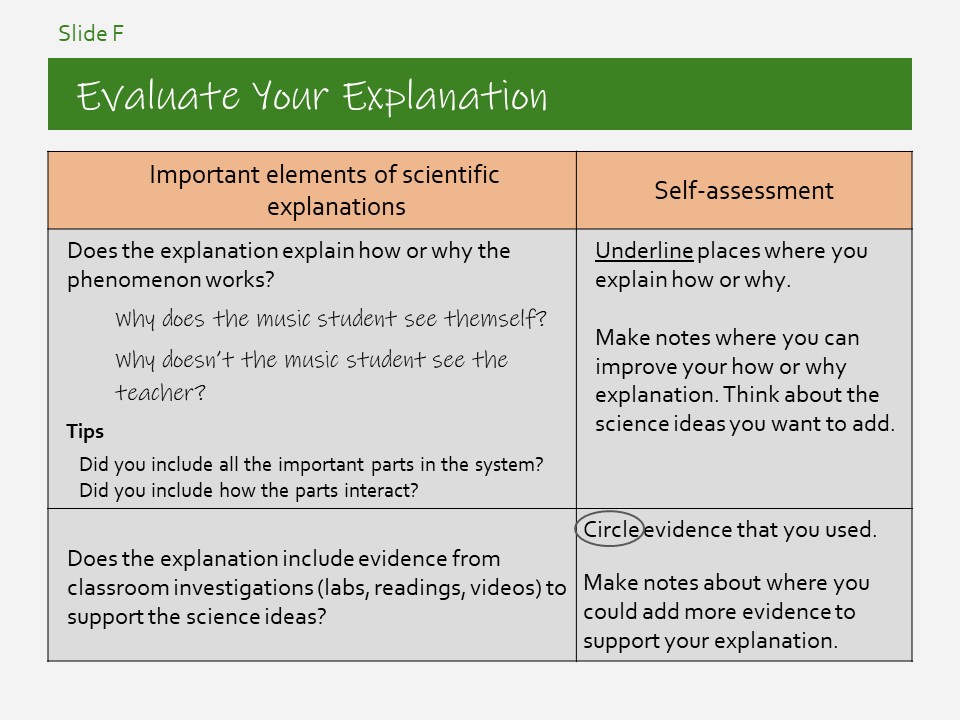 Slide F
Evaluate Your Explanation
Important elements of scientific
explanations
Self-assessment
Does the explanation explain how or why the
phenomenon works?
Why does the music student see themself?
Why doesn't the music student see the
teacher?
Tips
Did you include all the important parts in the system?
Did you include how the parts interact?
Underline places where you
explain how or why.
Make notes where you can
improve your how or why
explanation. Think about the
science ideas you want to add.
Does the explanation include evidence from
classroom investigations (labs, readings, videos) to
support the science ideas?
Circle evidence that you used.
Make notes about where you
could add more evidence to
support your explanation.